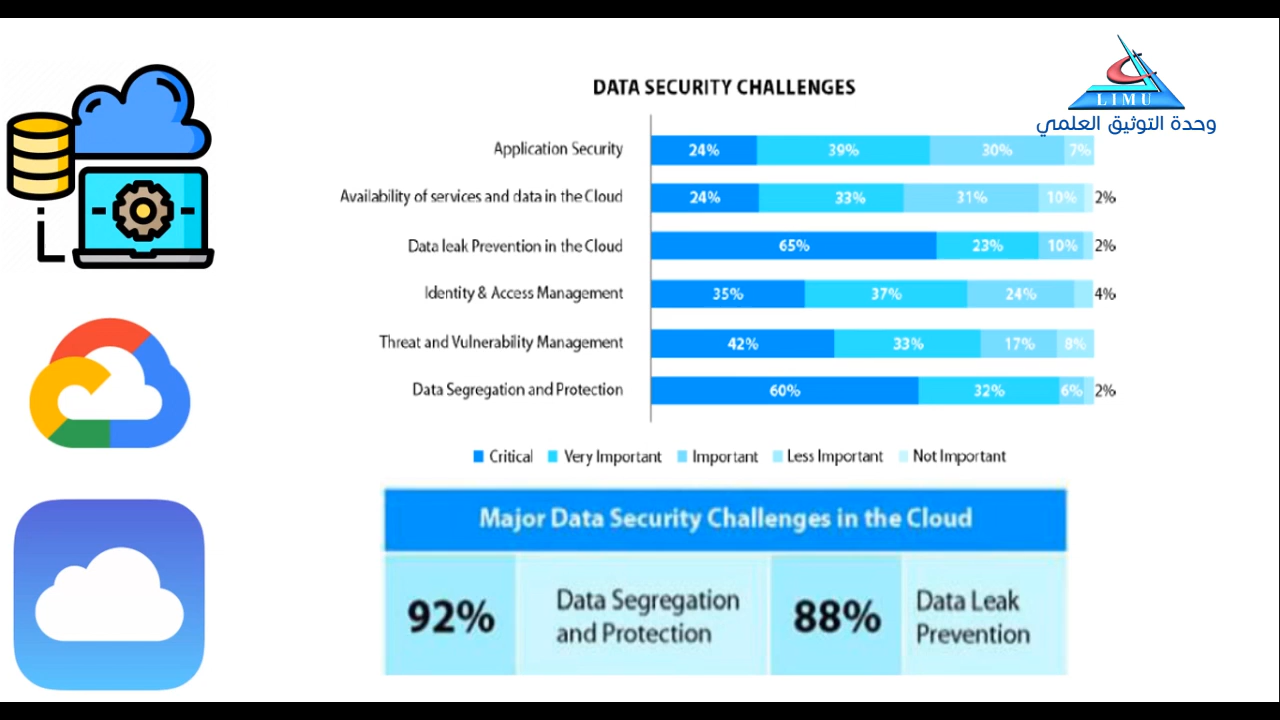 DATA SECURITY CHALLENGES
LIMU
وحدة التوثيق العلمي
Application Security 24% 39% 30% 7%
Availability of services and data in the Cloud 24% 33% 31% 10% 2%
Data leak Prevention in the Cloud 65% 23% 10% 2%
Identity & Access Management 35% 37% 24% 4%
Threat and Vulnerability Management 42% 33% 17% 8%
Data Segregation and Protection 60% 32% 6% 2%
Critical Very Important Important Less Important Not Important
Major Data Security Challenges in the Cloud
92% Data Segregation
and Protection
88% Data Leak
Prevention